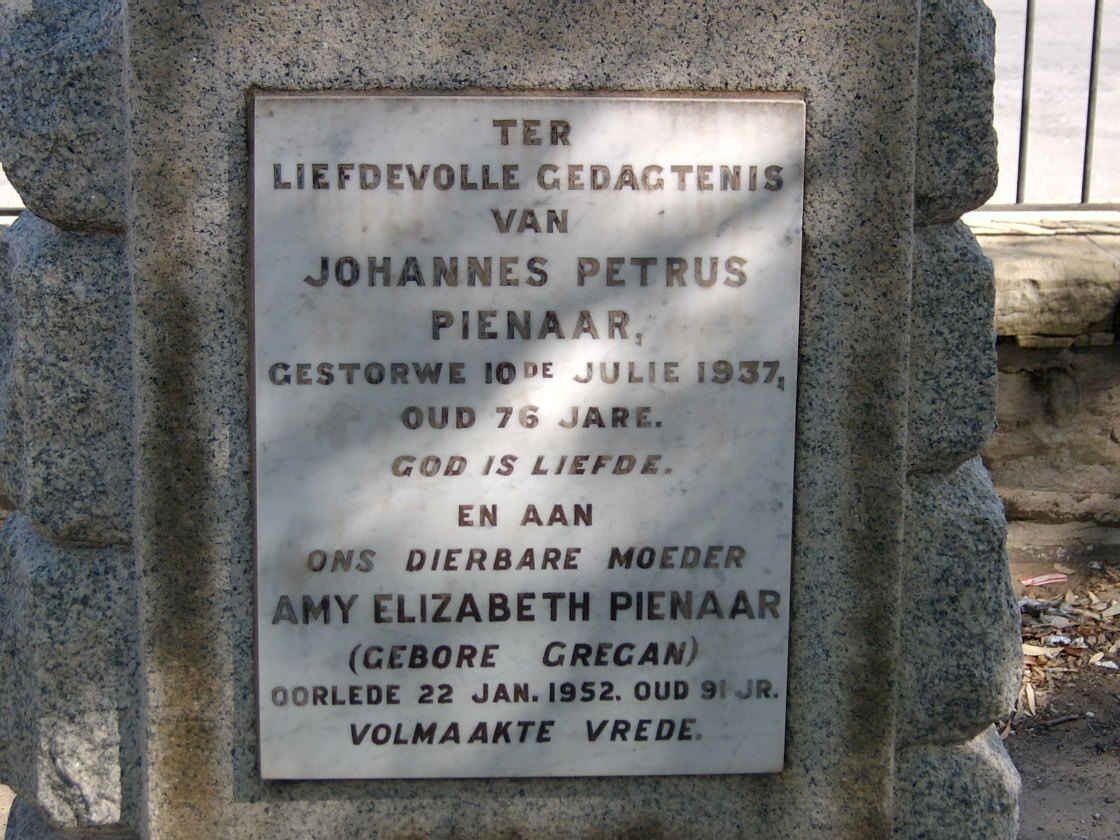 TER
LIEFDEVOLLE GEDAGTENIS
VAN
JOHANNES PETRUS
PIENAAR,
GESTORWE 10DE JULIE 1937,
OUD 76 JARE.
GOD IS LIEFDE.
EN AAN
ONS DIERBARE MOEDER
AMY ELIZABETH PIENAAR
(GEBORE GREGAN)
OORLEDE 22 JAN. 1952. OUD 91 JR.
VOLMAAKTE VREDE.